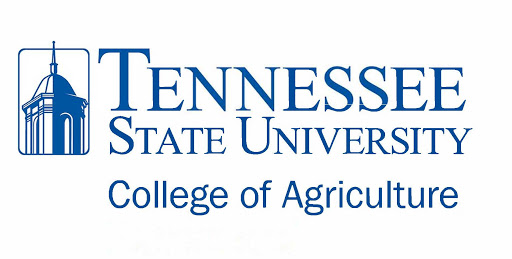 TENNESSEE
STATE UNIVERSITY
College of Agriculture